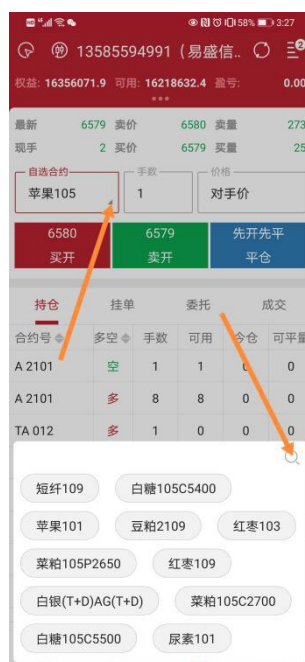 58% 3:27
13585594991（易盛信.. 2
权益: 16356071.9 可用: 16218632.4 盈亏: 0.00
最新 6579 卖价 6580 卖量 273
现手 2 买价 6579 买量 25
自选合约 手数 价格
苹果105 1 对手价
6580 6579 先开先平
买开 卖开 平仓
持仓 挂单 委托 成交
合约号 多空 手数 可用 今仓 可平量
A 2101 空 1 1 0 0
A 2101 多 8 8 0 0
TA 012 多 1 0 0 0
短纤109 白糖105C5400
苹果101 豆粕2109 红枣103
菜粕105P2650 红枣109
白银(T+D)AG(T+D) 菜粕105C2700
白糖105C5500 尿素101